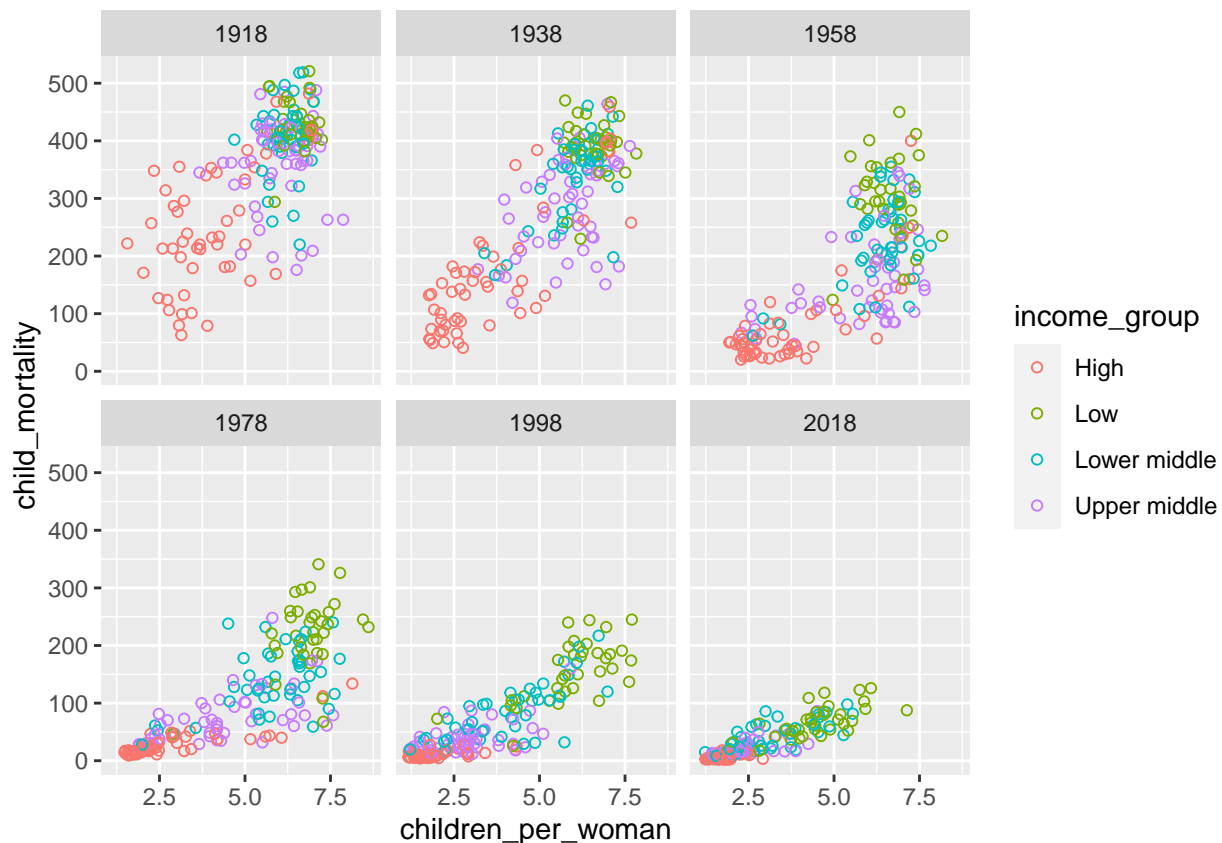 1918 1938 1958
500
400
300
200
100
0
child_mortality
1978 1998 2018
500
400
300
200
100
0
2.5 5.0 7.5 2.5 5.0 7.5 2.5 5.0 7.5
children_per_woman
income_group
High
Low
Lower middle
Upper middle